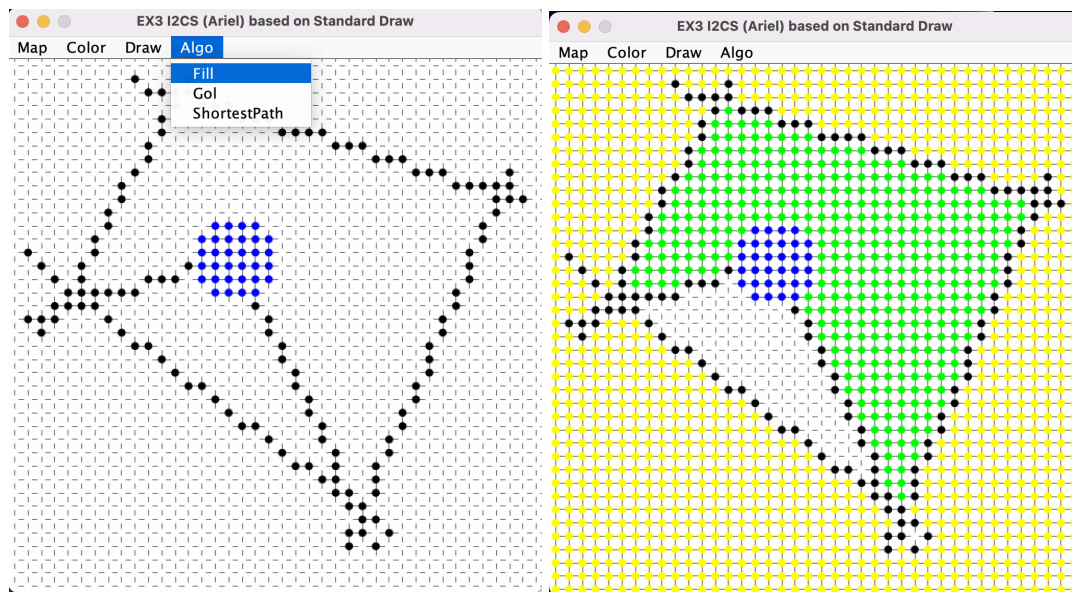 EX3 I2CS (Ariel) based on Standard Draw
Map Color Draw Algo
Fill
Gol
ShortestPath
EX3 I2CS (Ariel) based on Standard Draw
Map Color Draw Algo